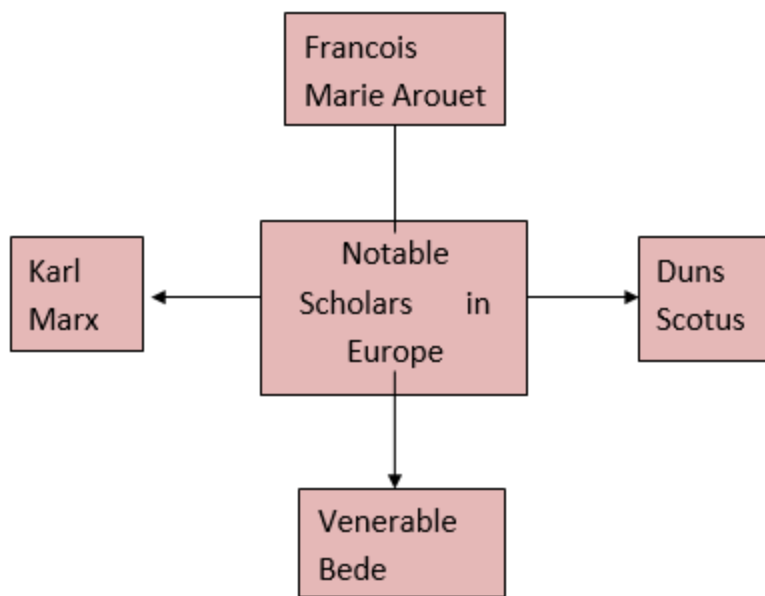 Francois
Marie Arouet
Karl
Marx
Notable
Scholars in
Europe
Duns
Scotus
Venerable
Bede